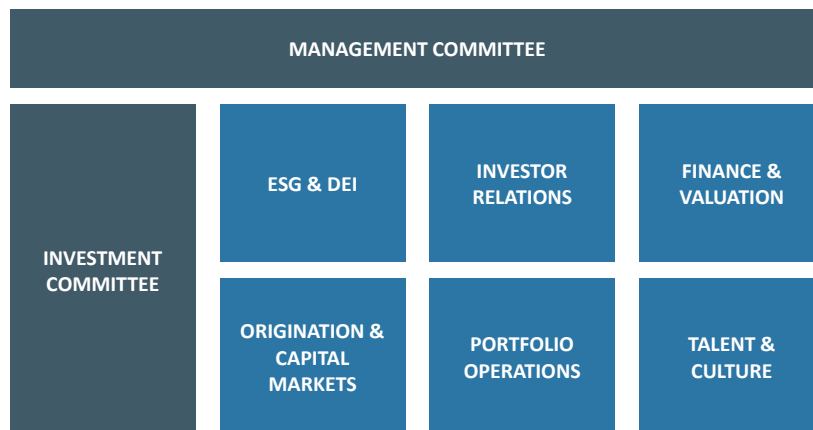 MANAGEMENT COMMITTEE
INVESTMENT
COMMITTEE
ESG & DEI
INVESTOR
RELATIONS
FINANCE &
VALUATION
ORIGINATION &
CAPITAL
MARKETS
PORTFOLIO
OPERATIONS
TALENT &
CULTURE